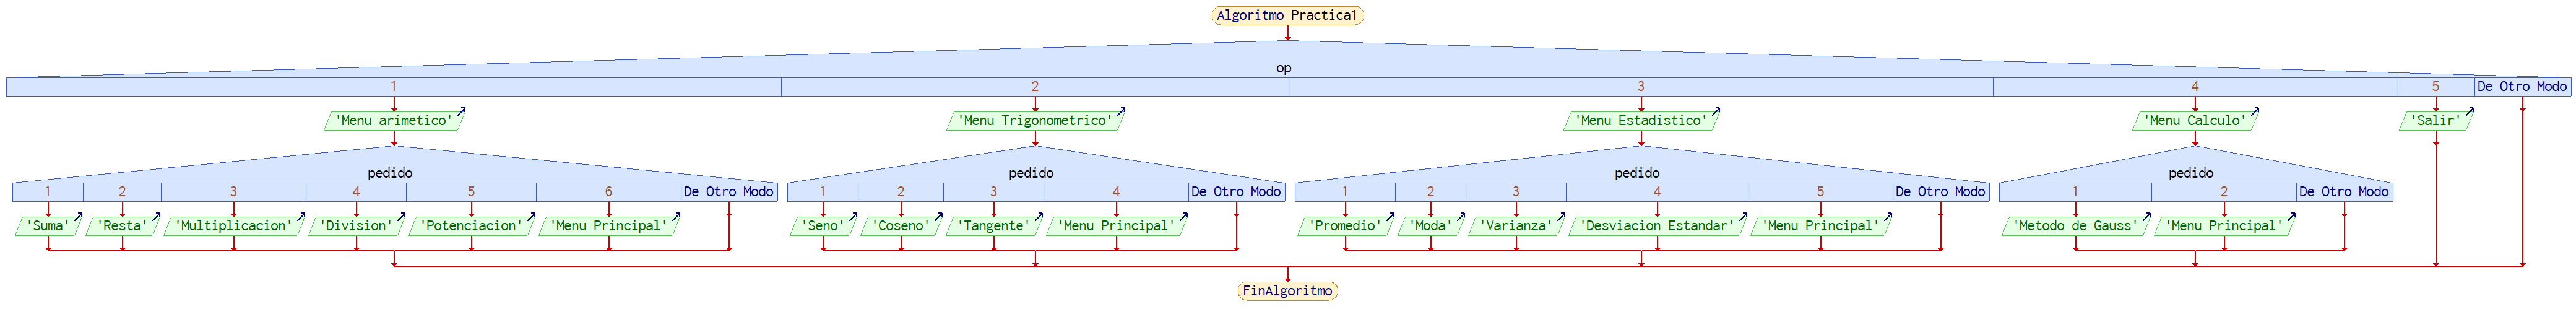 Algoritmo Practica1
op
1 2 3 4 5 De Otro Modo
'Menu arimetico' 'Menu Trigonometrico' 'Menu Estadistico' 'Menu Calculo' 'Salir'
pedido pedido pedido pedido
1 2 3 4 5 6 De Otro Modo 1 2 3 4 De Otro Modo 1 2 3 4 5 De Otro Modo 1 2 De Otro Modo
'Suma' 'Resta' 'Multiplicacion' 'Division' 'Potenciacion' 'Menu Principal' 'Seno' 'Coseno' 'Tangente' 'Menu Principal' 'Promedio' 'Moda' 'Varianza' 'Desviacion Estandar' 'Menu Principal' 'Metodo de Gauss' 'Menu Principal'
FinAlgoritmo